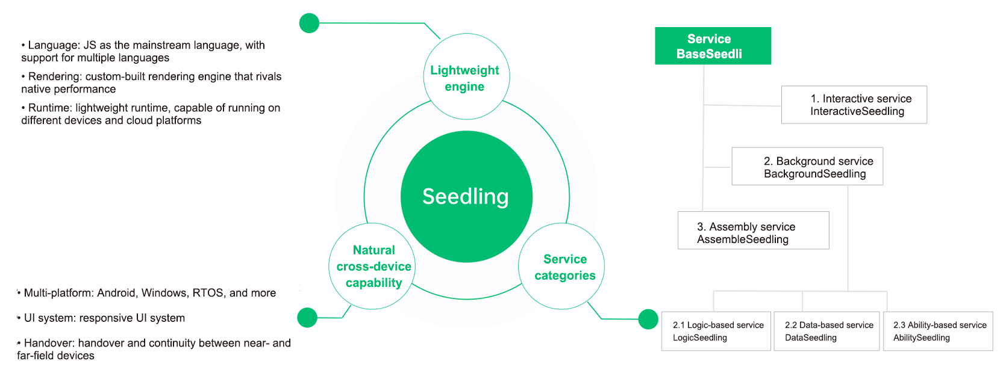 • Language: JS as the mainstream language, with
support for multiple languages
• Rendering: custom-built rendering engine that rivals
native performance
• Runtime: lightweight runtime, capable of running on
different devices and cloud platforms
Lightweight
engine
Seedling
Natural
cross-device
capability
Service
categories
• Multi-platform: Android, Windows, RTOS, and more
• UI system: responsive UI system
• Handover: handover and continuity between near- and
far-field devices
Service
BaseSeedli
1. Interactive service
InteractiveSeedling
2. Background service
BackgroundSeedling
3. Assembly service
AssembleSeedling
2.1 Logic-based service
LogicSeedling
2.2 Data-based service
DataSeedling
2.3 Ability-based service
AbilitySeedling